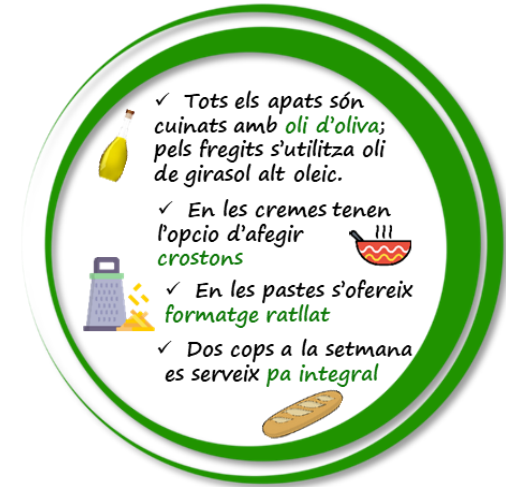 ✓ Tots els apats són
cuinats amb oli d'oliva;
pels fregits s'utilitza oli
de girasol alt oleic.
✓ En les cremes tenen
l'opcio d'afegir
crostons
✓ En les pastes s'ofereix
formatge ratllat
✓ Dos cops a la setmana
es serveix pa integral